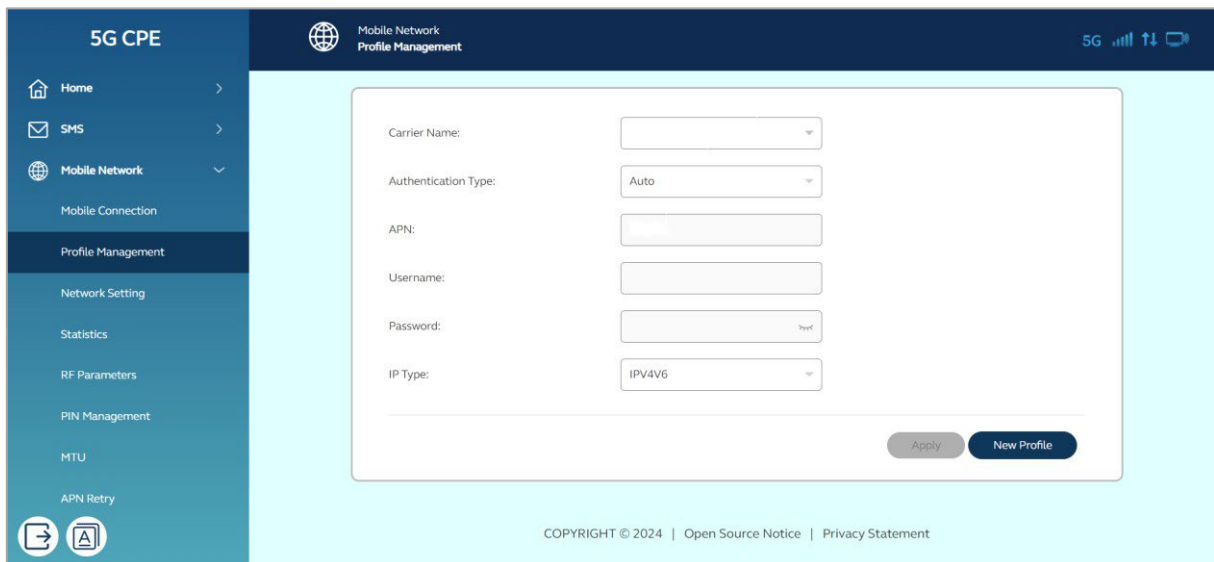 5G CPE
Mobile Network
Profile Management
5G
Home
SMS
Mobile Network
Mobile Connection
Profile Management
Network Setting
Statistics
RF Parameters
PIN Management
MTU
APN Retry
A
Carrier Name:
Authentication Type: Auto
APN:
Username:
Password:
IP Type: IPV4V6
Apply New Profile
COPYRIGHT © 2024 | Open Source Notice | Privacy Statement